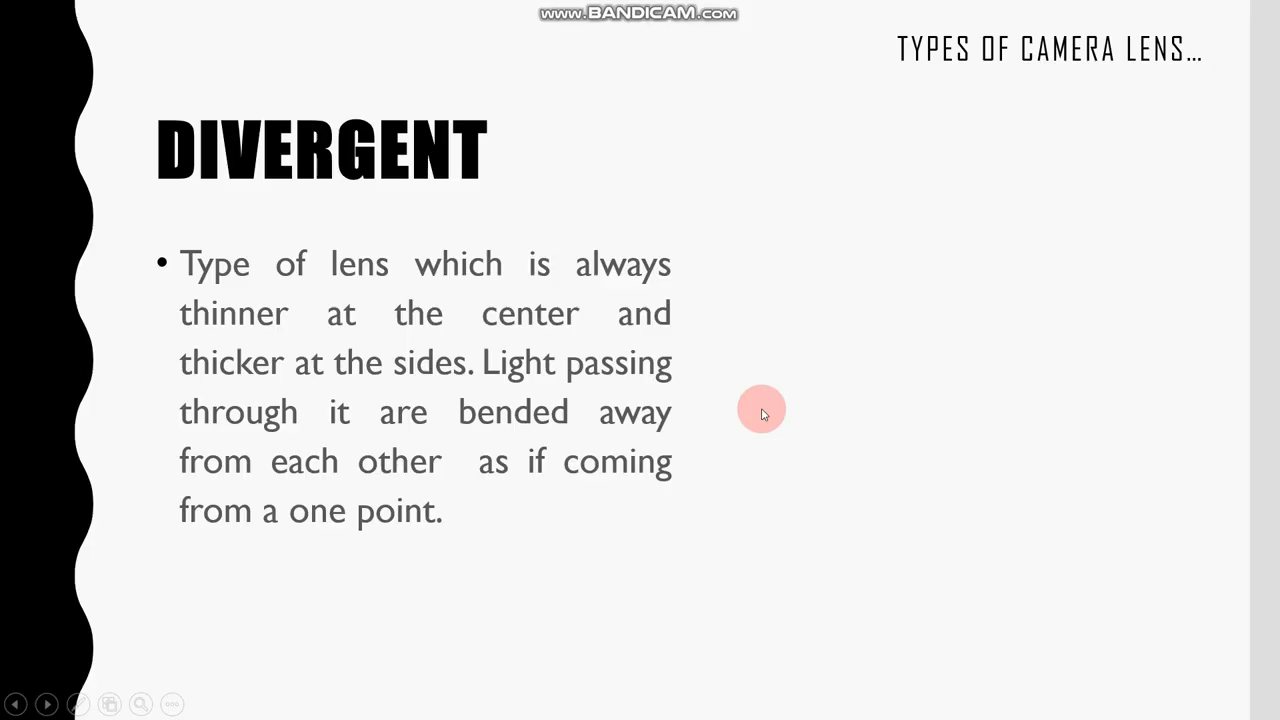 www.BANDICAM.com
TYPES OF CAMERA LENS...
DIVERGENT
• Type of lens which is always
thinner at the center and
thicker at the sides. Light passing
through it are bended away
from each other as if coming
from a one point.